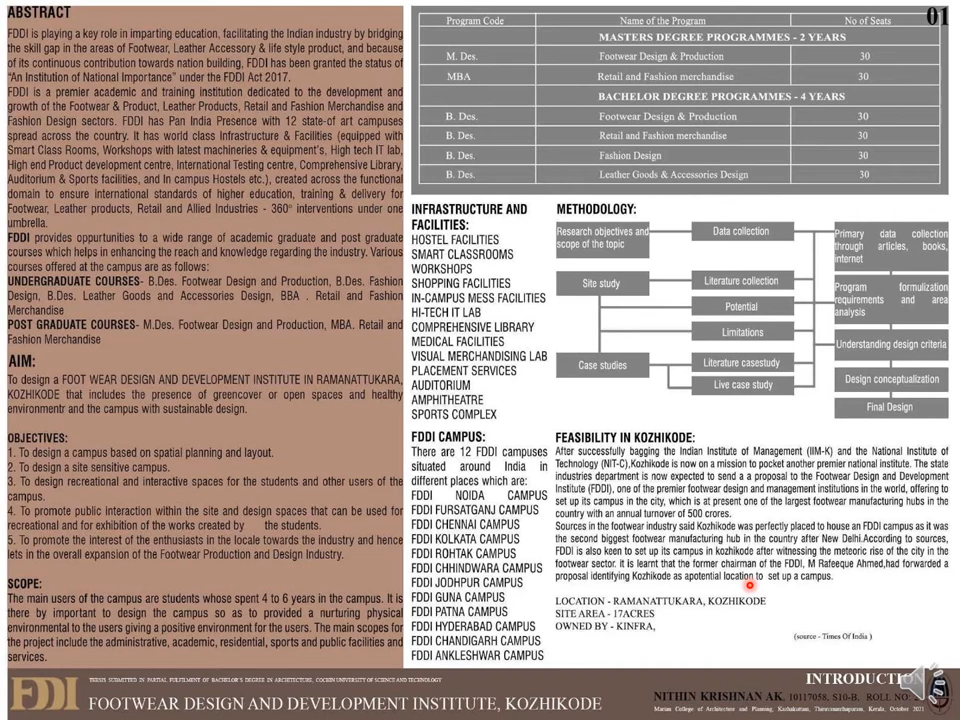 ABSTRACT
FDDI is playing a key role in imparting education, facilitating the Indian industry by bridging
the skill gap in the areas of Footwear, Leather Accessory & life style product, and because
of its continuous contribution towards nation building, FDDI has been granted the status of
“An Institution of National Importance” under the FDDI Act 2017.
FDDI is a premier academic and training institution dedicated to the development and
growth of the Footwear & Product, Leather Products, Retail and Fashion Merchandise and
Fashion Design sectors. FDDI has Pan India Presence with 12 state-of art campuses
spread across the country. It has world class Infrastructure & Facilities (equipped with
Smart Class Rooms, Workshops with latest machineries & equipment's, High tech IT lab,
High end Product development centre, International Testing centre, Comprehensive Library,
Auditorium & Sports facilities, and In campus Hostels etc.), created across the functional
domain to ensure international standards of higher education, training & delivery for
Footwear, Leather products, Retail and Allied Industries - 360° interventions under one
umbrella.
FDDI provides oppurtunities to a wide range of academic graduate and post graduate
courses which helps in enhancing the reach and knowledge regarding the industry. Various
courses offered at the campus are as follows:
UNDERGRADUATE COURSES- B.Des. Footwear Design and Production, B.Des. Fashion
Design, B.Des. Leather Goods and Accessories Design, BBA . Retail and Fashion
Merchandise
POST GRADUATE COURSES- M.Des. Footwear Design and Production, MBA. Retail and
Fashion Merchandise
AIM:
To design a FOOT WEAR DESIGN AND DEVELOPMENT INSTITUTE IN RAMANATTUKARA,
KOZHIKODE that includes the presence of greencover or open spaces and healthy
environmentr and the campus with sustainable design.
OBJECTIVES:
1. To design a campus based on spatial planning and layout.
2. To design a site sensitive campus.
3. To design recreational and interactive spaces for the students and other users of the
campus.
4. To promote public interaction within the site and design spaces that can be used for
recreational and for exhibition of the works created by the students.
5. To promote the interest of the enthusiasts in the locale towards the industry and hence
lets in the overall expansion of the Footwear Production and Design Industry.
SCOPE:
The main users of the campus are students whose spent 4 to 6 years in the campus. It is
there by important to design the campus so as to provided a nurturing physical
environmental to the users giving a positive environment for the users. The main scopes for
the project include the administrative, academic, residential, sports and public facilities and
services.
01
Program Code Name of the Program No of Seats
MASTERS DEGREE PROGRAMMES - 2 YEARS
M. Des. Footwear Design & Production 30
MBA Retail and Fashion merchandise 30
BACHELOR DEGREE PROGRAMMES - 4 YEARS
B. Des. Footwear Design & Production 30
B. Des. Retail and Fashion merchandise 30
B. Des. Fashion Design 30
B. Des. Leather Goods & Accessories Design 30
INFRASTRUCTURE AND
FACILITIES:
HOSTEL FACILITIES
SMART CLASSROOMS
WORKSHOPS
SHOPPING FACILITIES
IN-CAMPUS MESS FACILITIES
HI-TECH IT LAB
COMPREHENSIVE LIBRARY
MEDICAL FACILITIES
VISUAL MERCHANDISING LAB
PLACEMENT SERVICES
AUDITORIUM
AMPHITHEATRE
SPORTS COMPLEX
FDDI CAMPUS:
There are 12 FDDI campuses
situated around India in
different places which are:
FDDI NOIDA CAMPUS
FDDI FURSATGANJ CAMPUS
FDDI CHENNAI CAMPUS
FDDI KOLKATA CAMPUS
FDDI ROHTAK CAMPUS
FDDI CHHINDWARA CAMPUS
FDDI JODHPUR CAMPUS
FDDI GUNA CAMPUS
FDDI PATNA CAMPUS
FDDI HYDERABAD CAMPUS
FDDI CHANDIGARH CAMPUS
FDDI ANKLESHWAR CAMPUS
METHODOLOGY:
Research objectives and
scope of the topic
Site study
Case studies
Data collection
Literature collection
Potential
Limitations
Literature casestudy
Live case study
Primary data collection
through articles, books,
internet
Program formulization
requirements and area
analysis
Understanding design criteria
Design conceptualization
Final Design
FEASIBILITY IN KOZHIKODE:
After successfully bagging the Indian Institute of Management (IIM-K) and the National Institute of
Technology (NIT-C),Kozhikode is now on a mission to pocket another premier national institute. The state
industries department is now expected to send a a proposal to the Footwear Design and Development
Institute (FDDI), one of the premier footwear design and management institutions in the world, offering to
set up its campus in the city, which is at present one of the largest footwear manufacturing hubs in the
country with an annual turnover of 500 crores.
Sources in the footwear industry said Kozhikode was perfectly placed to house an FDDI campus as it was
the second biggest footwear manufacturing hub in the country after New Delhi.According to sources,
FDDI is also keen to set up its campus in kozhikode after witnessing the meteoric rise of the city in the
footwear sector. it is learnt that the former chairman of the FDDI, M Rafeeque Ahmed,had forwarded a
proposal identifying Kozhikode as apotential location to set up a campus.
LOCATION - RAMANATTUKARA, KOZHIKODE
SITE AREA - 17ACRES
OWNED BY - KINFRA,
(source - Times Of India )
FDDI
THESIS SUBMITTED IN PARTIAL FULFILMENT OF BACHELOR'S DEGREE IN ARCHITECTURE, COCHIN UNIVERSITY OF SCIENCE AND TECHNOLOGY
FOOTWEAR DESIGN AND DEVELOPMENT INSTITUTE, KOZHIKODE
INTRODUCTION
NITHIN KRISHNAN AK, 10117058, S10-B, ROLL NO:
Marian College of Architecture and Planning, Kazhakuttam, Thiruvananthapuram, Kerala, October 2021